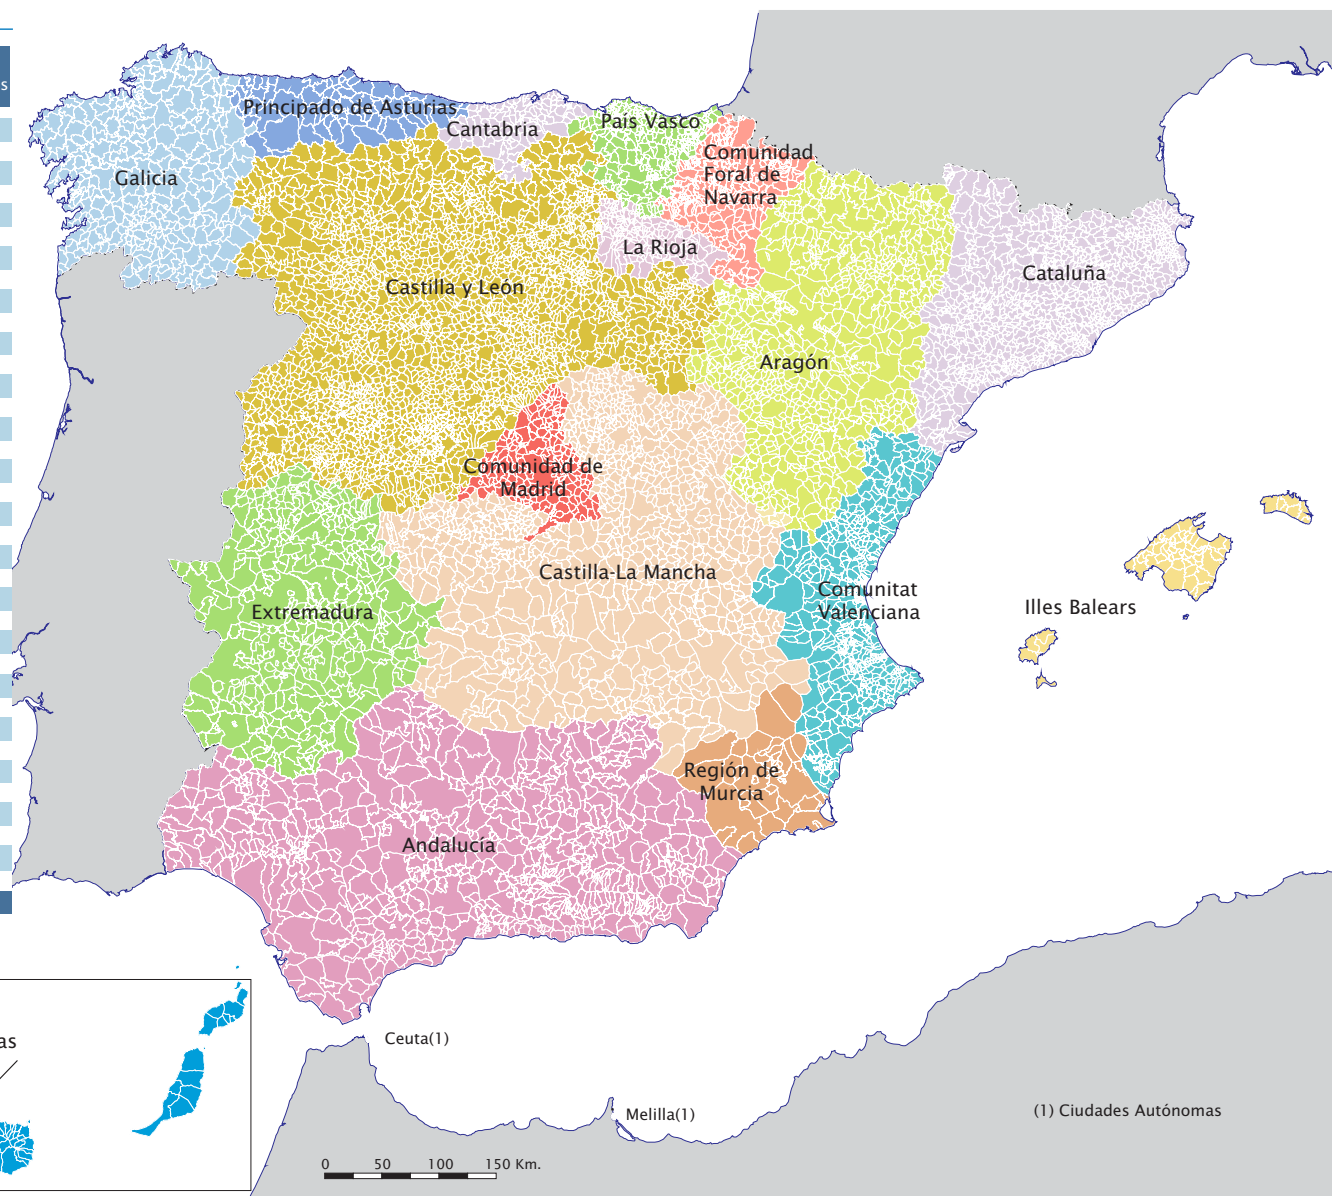 s
Principado de Asturias
Cantabria
País Vasco
Comunidad
Foral de
Navarra
Galicia
La Rioja
Cataluña
Castilla y León
Aragón
Comunidad de
Madrid
Castilla-La Mancha
Comunitat
Valenciana
Illes Balears
Extremadura
Región de
Murcia
Andalucía
as
Ceuta(1)
Melilla(1)
(1) Ciudades Autónomas
0 50 100 150 Km.